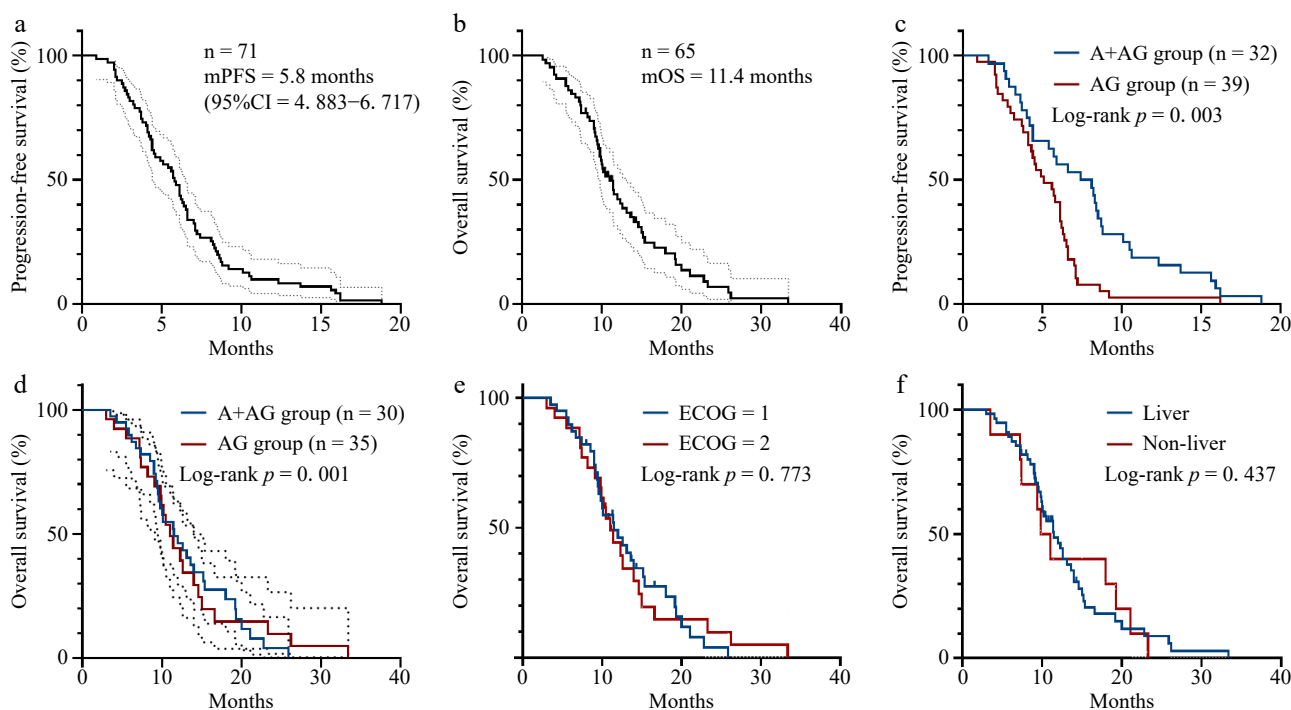 a
Progression-free survival (%)
100
50
0
n = 71
mPFS = 5.8 months
(95%CI = 4. 883−6. 717)
0 5 10 15 20
Months
b
Overall survival (%)
100
50
0
n = 65
mOS = 11.4 months
0 10 20 30 40
Months
c
Progression-free survival (%)
100
50
0
A+AG group (n = 32)
AG group (n = 39)
Log-rank p = 0. 003
0 5 10 15 20
Months
d
Overall survival (%)
100
50
0
A+AG group (n = 30)
AG group (n = 35)
Log-rank p = 0. 001
0 10 20 30 40
Months
e
Overall survival (%)
100
50
0
ECOG = 1
ECOG = 2
Log-rank p = 0. 773
0 10 20 30 40
Months
f
Overall survival (%)
100
50
0
Liver
Non-liver
Log-rank p = 0. 437
0 10 20 30 40
Months